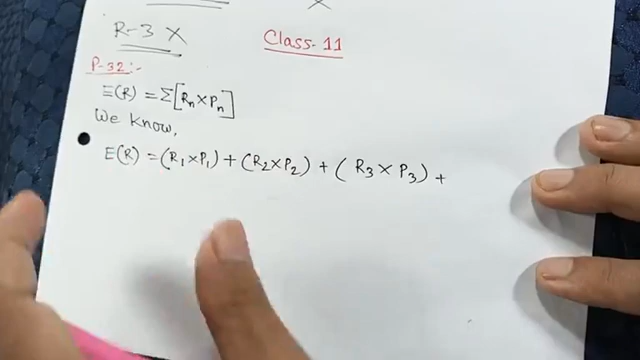 R-3 X
Class-11
P-32:-
E(R) = Σ[Rn×Pn]
We know,
E(R) = (R₁×P₁) + (R₂×P₂) + (R₃×P₃) +